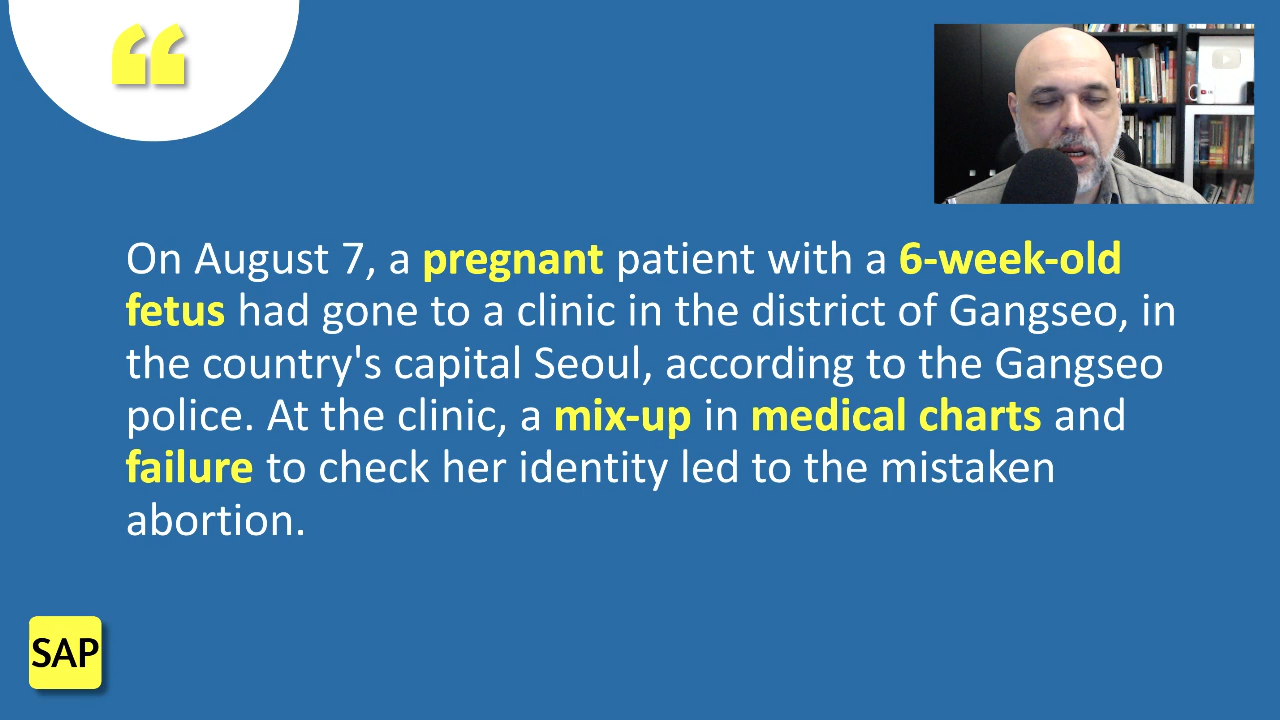 “
On August 7, a pregnant patient with a 6-week-old
fetus had gone to a clinic in the district of Gangseo, in
the country's capital Seoul, according to the Gangseo
police. At the clinic, a mix-up in medical charts and
failure to check her identity led to the mistaken
abortion.
SAP